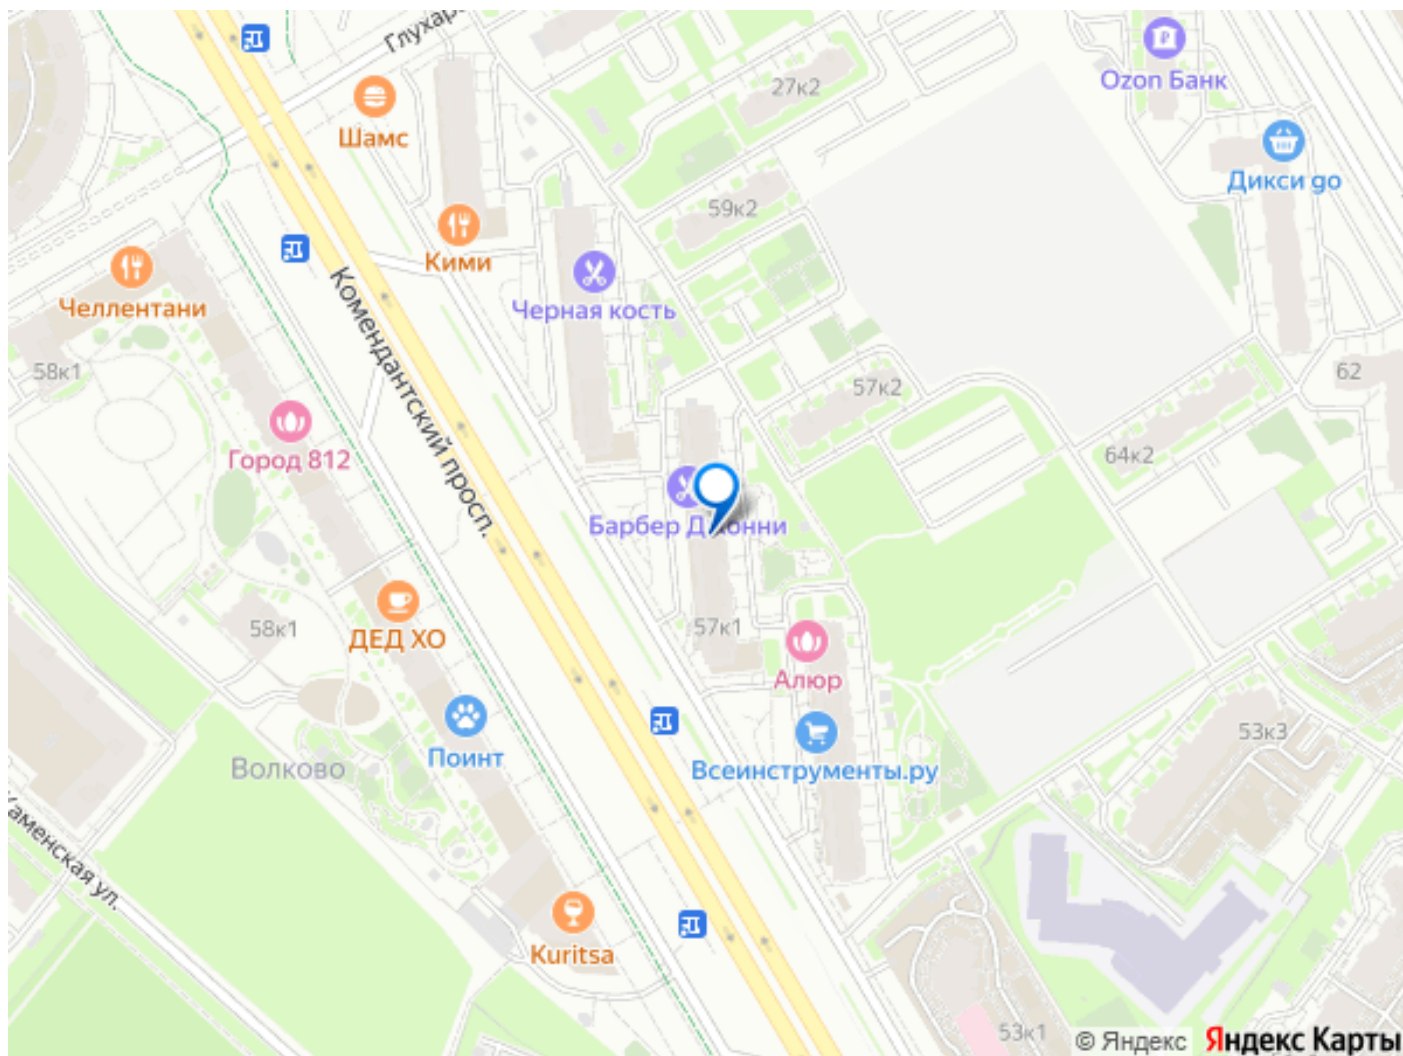 Глухар
Ozon Банк
27к2
Шамс
Дикси go
59к2
Кими
Челлентани
Черная кость
Комендантский просп.
58к1
57к2
62
Город 812
64к2
Барбер Д онни
57к1
58к1
ДЕД ХО
Алюр
Поинт
53к3
Волково
Всеинструменты.ру
аменская ул.
Kuritsa
53к1
© Яндекс Яндекс Карты